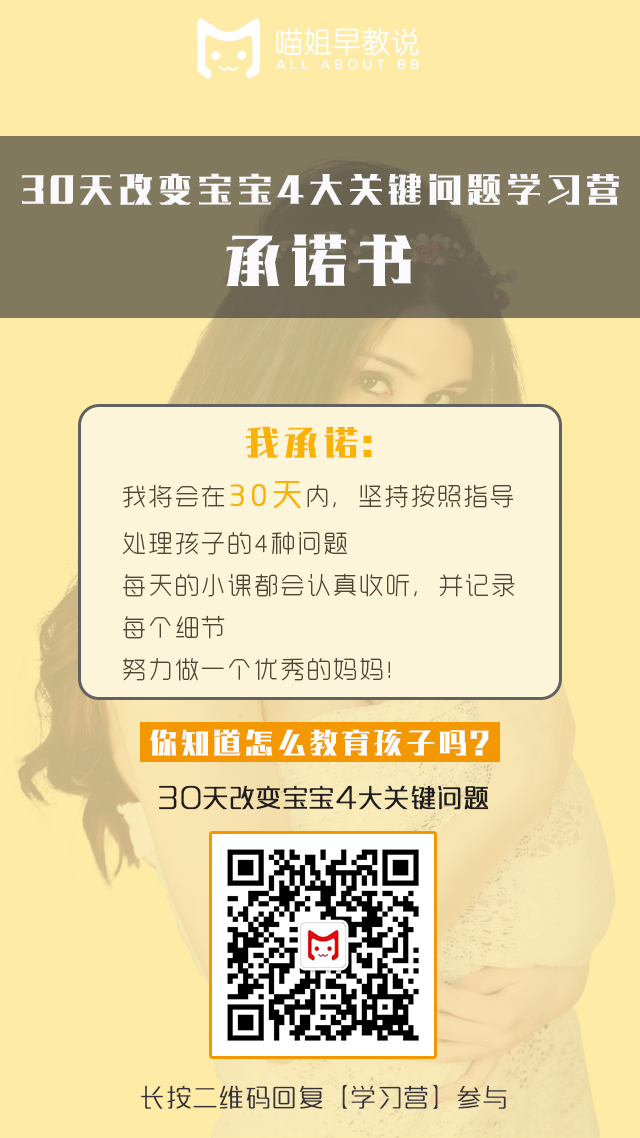 喵姐早教说
ALL ABOUT BB
30天改变宝宝4大关键问题学习营
承诺书
我承诺:
我将会在30天内，坚持按照指导
处理孩子的4种问题
每天的小课都会认真收听，并记录
每个细节
努力做一个优秀的妈妈!
你知道怎么教育孩子吗?
30天改变宝宝4大关键问题
长按二维码回复【学习营】参与